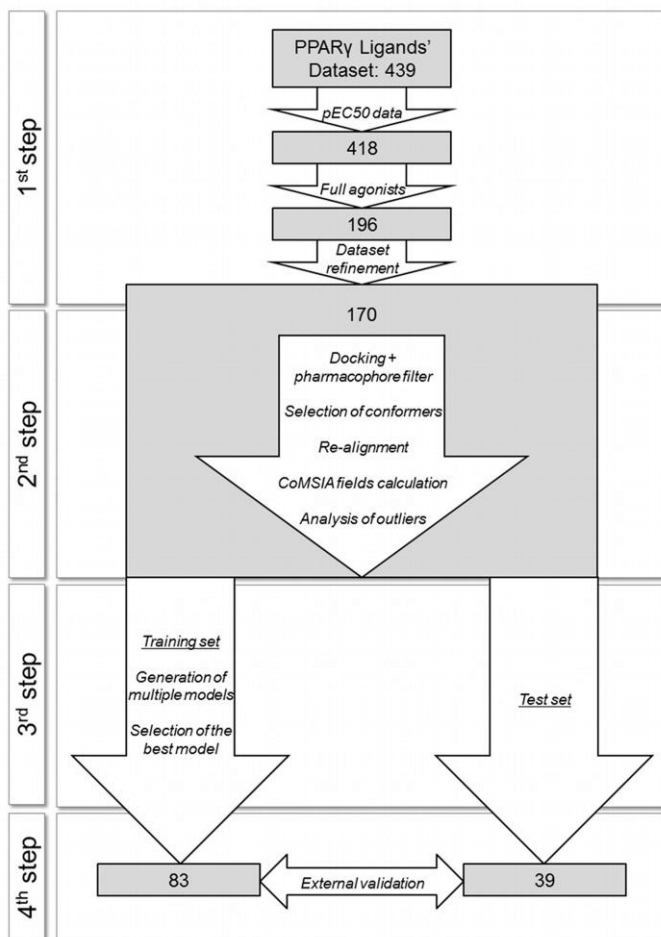 PPARγ Ligands'
Dataset: 439
pEC50 data
418
Full agonists
196
Dataset
refinement
1st step
170
Docking +
pharmacophore filter
Selection of conformers
Re-alignment
CoMSIA fields calculation
Analysis of outliers
2nd step
Training set
Generation of
multiple models
Selection of the
best model
Test set
3rd step
83
External validation
39
4th step